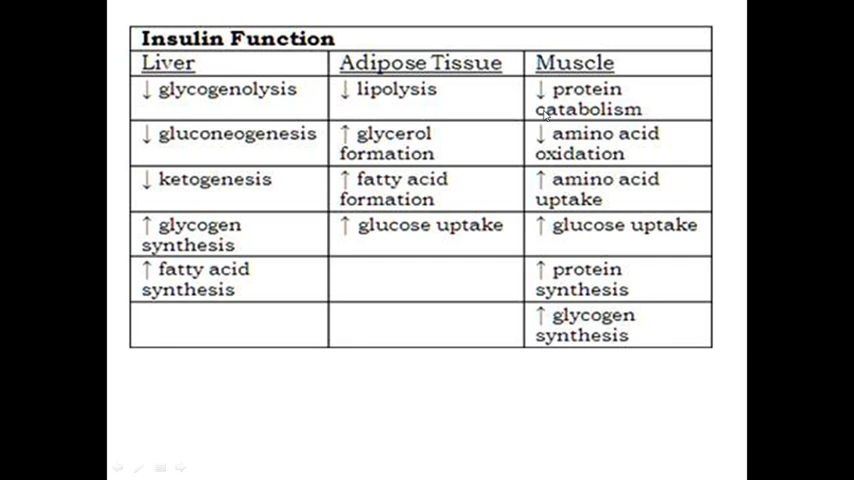 Insulin Function
Liver Adipose Tissue Muscle
↓ glycogenolysis ↓ lipolysis ↓ protein
catabolism
↓ gluconeogenesis ↑ glycerol ↓ amino acid
formation oxidation
↓ ketogenesis ↑ fatty acid ↑ amino acid
formation uptake
↑ glycogen ↑ glucose uptake ↑ glucose uptake
synthesis
↑ fatty acid ↑ protein
synthesis synthesis
↑ glycogen
synthesis